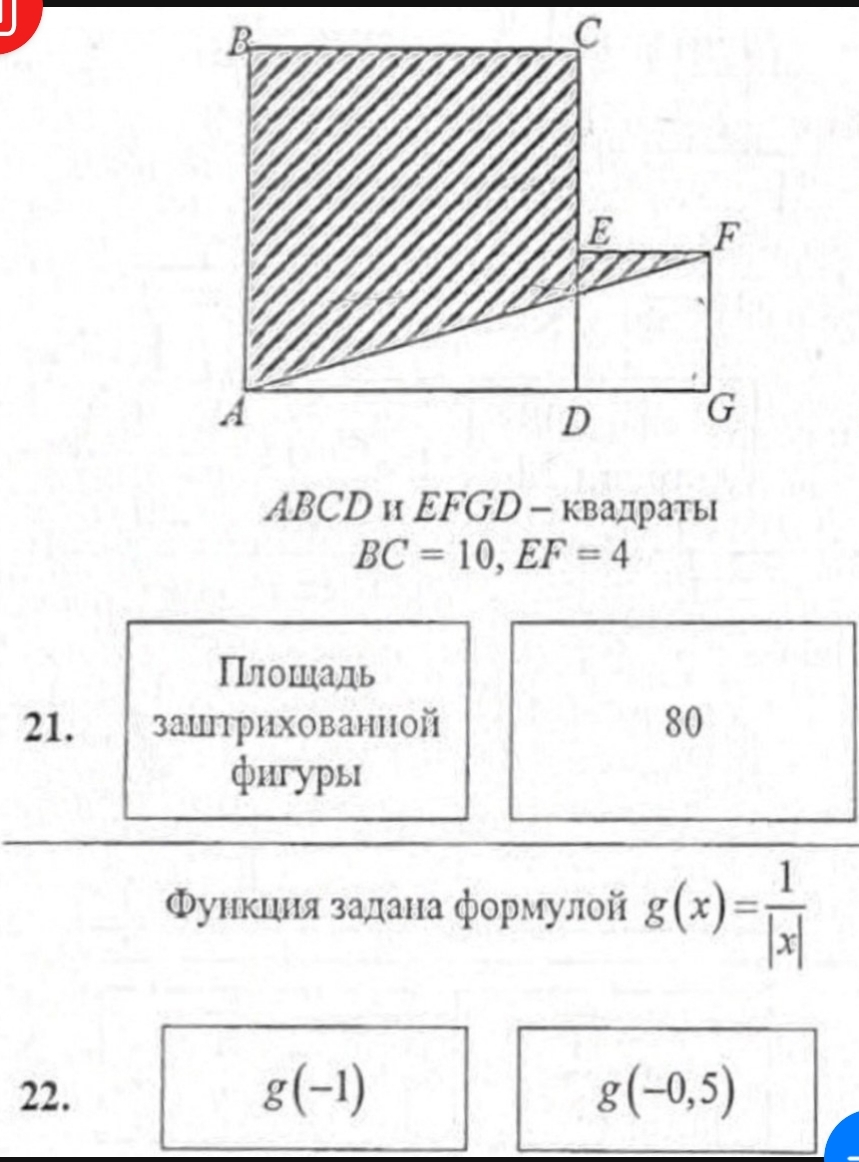 B
C
E
F
A
D
G
ABCD и EFGD – квадраты
BC = 10, EF = 4
21.
Площадь
заштрихованной
фигуры
80
Функция задана формулой g(x) = 1/|x|
22.
g(−1)
g(−0,5)